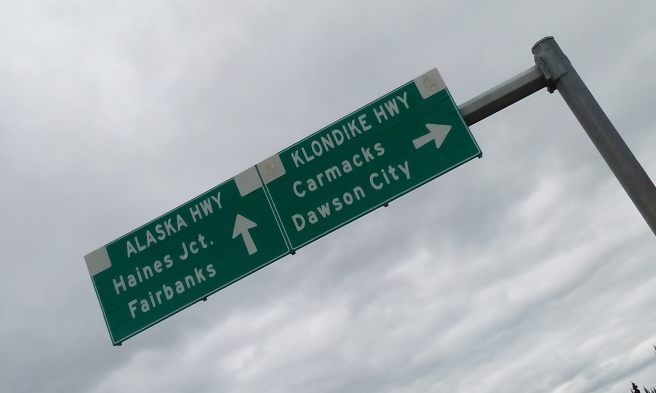 ALASKA HWY
Haines Jct.
Fairbanks
KLONDIKE HWY
Carmacks
Dawson City